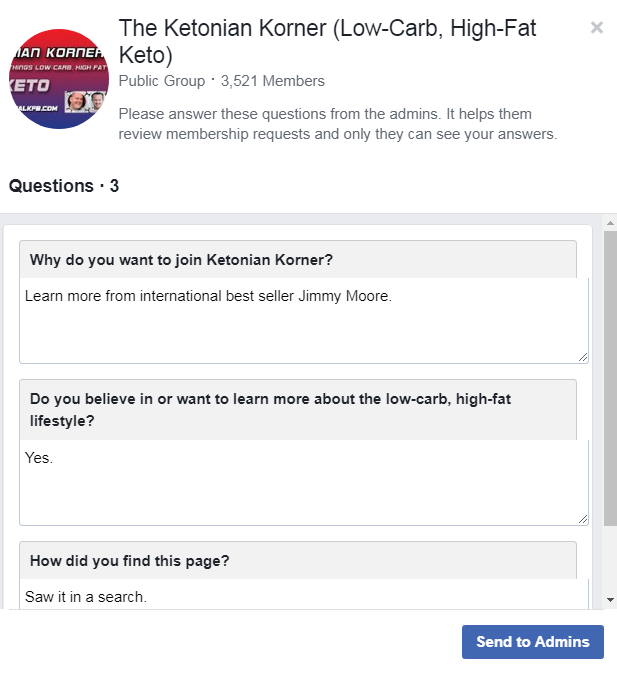 The Ketonian Korner (Low-Carb, High-Fat
Keto)
Public Group · 3,521 Members
Please answer these questions from the admins. It helps them
review membership requests and only they can see your answers.
IAN KORNER
HINGS LOW CARB, HIGH FAT
KETO
ALKFB.COM
Questions · 3
Why do you want to join Ketonian Korner?
Learn more from international best seller Jimmy Moore.
Do you believe in or want to learn more about the low-carb, high-fat
lifestyle?
Yes.
How did you find this page?
Saw it in a search.
Send to Admins